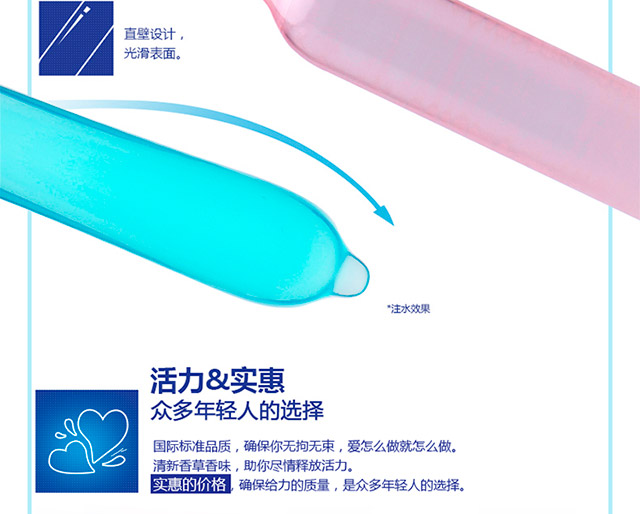 直壁设计，
光滑表面。
*注水效果
活力&实惠
众多年轻人的选择
国际标准品质，确保你无拘无束，爱怎么做就怎么做。
清新香草香味，助你尽情释放活力。
实惠的价格，确保给力的质量，是众多年轻人的选择。